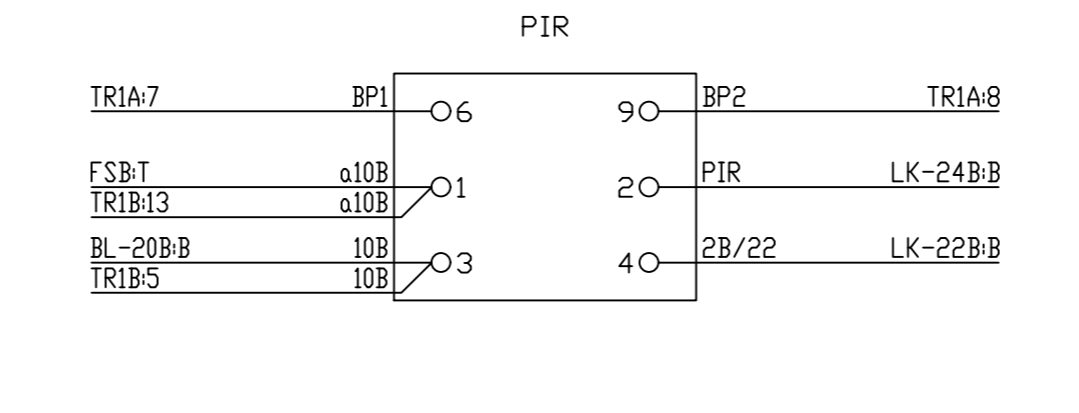 PIR
TR1A:7 BP1 6 9 BP2 TR1A:8
FSB:T a10B 1 2 PIR LK-24B:B
TR1B:13 a10B
BL-20B:B 10B 3 4 2B/22 LK-22B:B
TR1B:5 10B